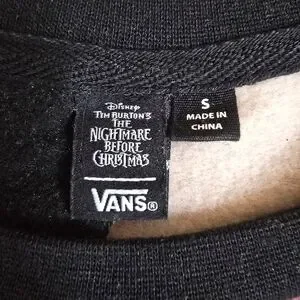 Disney
TIM BURTON'S
THE
NIGHTMARE
BEFORE
CHRISTMAS
VANS®
S
MADE IN
CHINA